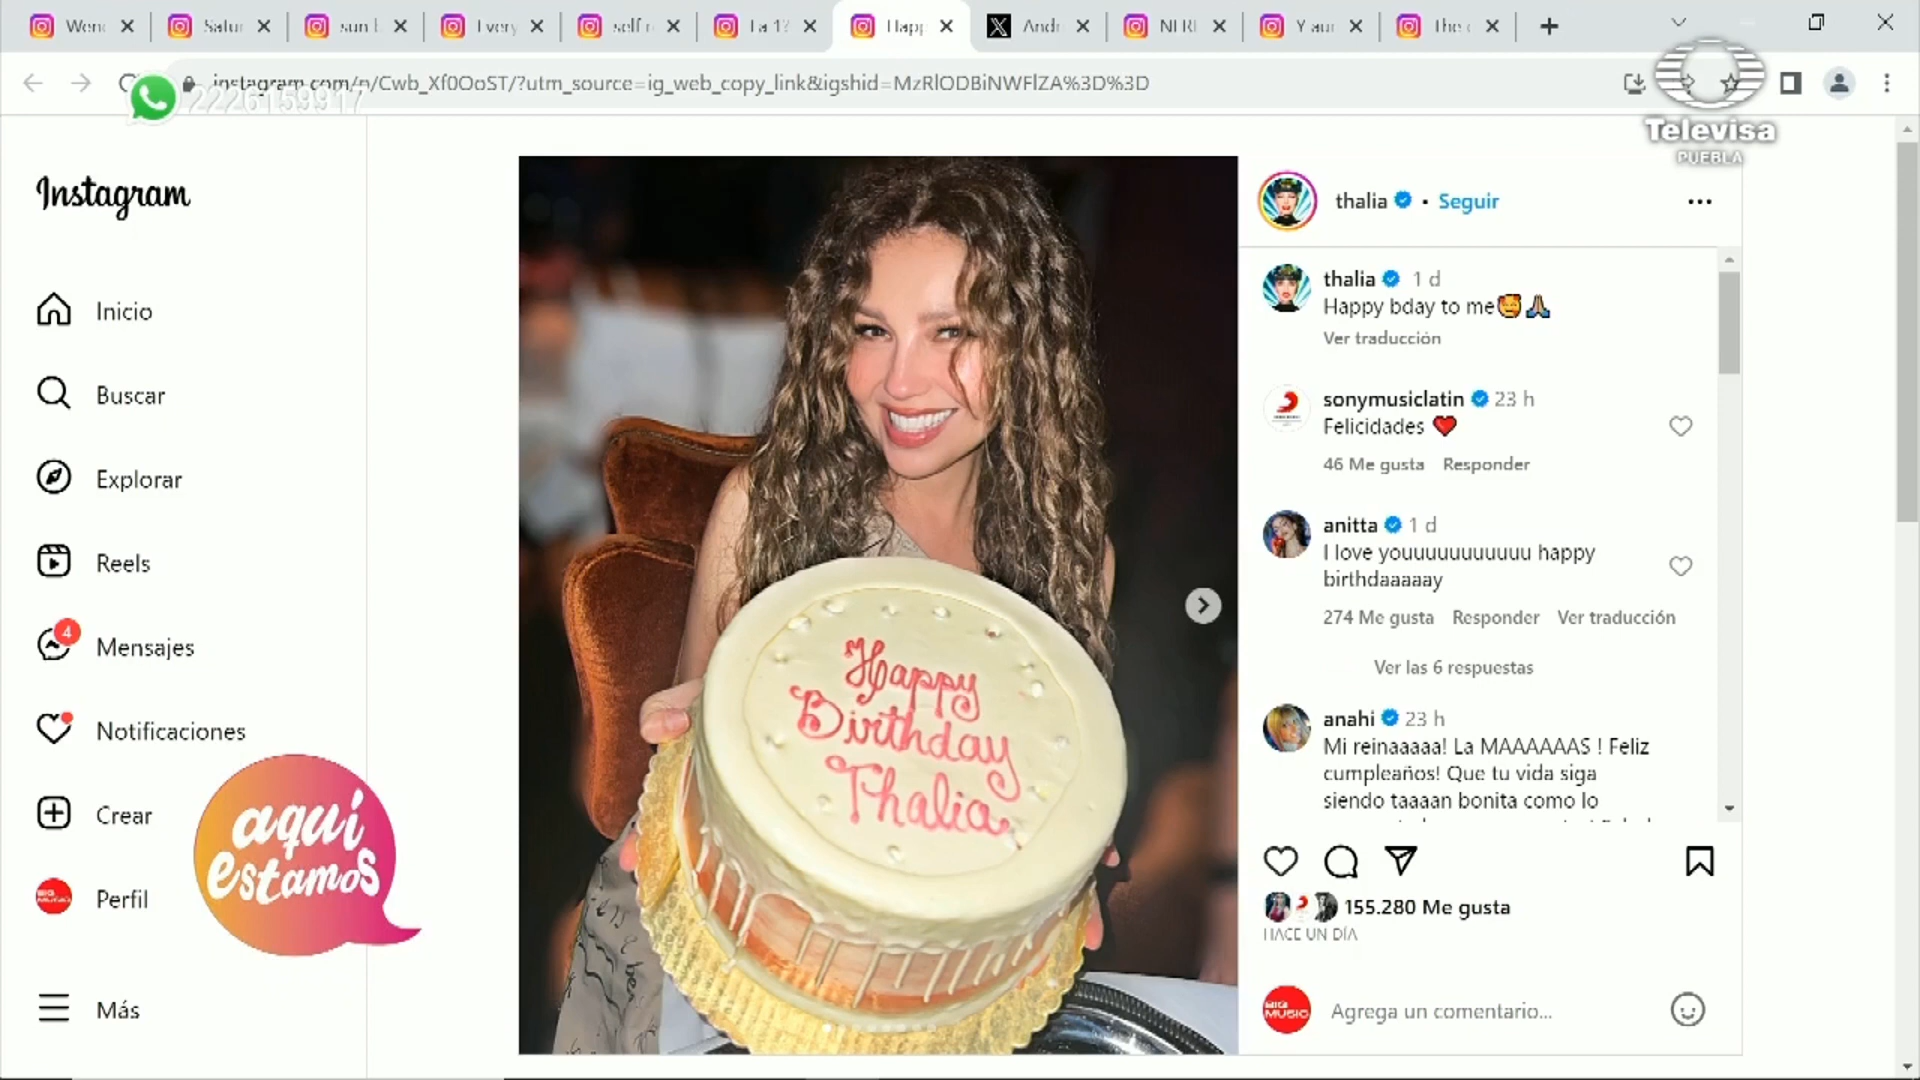 instagram.com/p/Cwb_Xf0OoST/?utm_source=ig_web_copy_link&igshid=MzRlODBiNWFlZA%3D%3D
2226159917
Televisa
PUEBLA
Instagram
Inicio
Buscar
Explorar
Reels
4
Mensajes
Notificaciones
Crear
Perfil
Más
aquí
estamos
Happy
Birthday
Thalia
thalia • Seguir
thalia 1 d
Happy bday to me
Ver traducción
sonymusiclatin 23 h
Felicidades
46 Me gusta Responder
anitta 1 d
I love youuuuuuuuuuu happy
birthdaaaaay
274 Me gusta Responder Ver traducción
Ver las 6 respuestas
anahi 23 h
Mi reinaaaaa! La MAAAAAAS ! Feliz
cumpleaños! Que tu vida siga
siendo taaaan bonita como lo
155.280 Me gusta
HACE UN DÍA
BIG
MUSIC
Agrega un comentario...